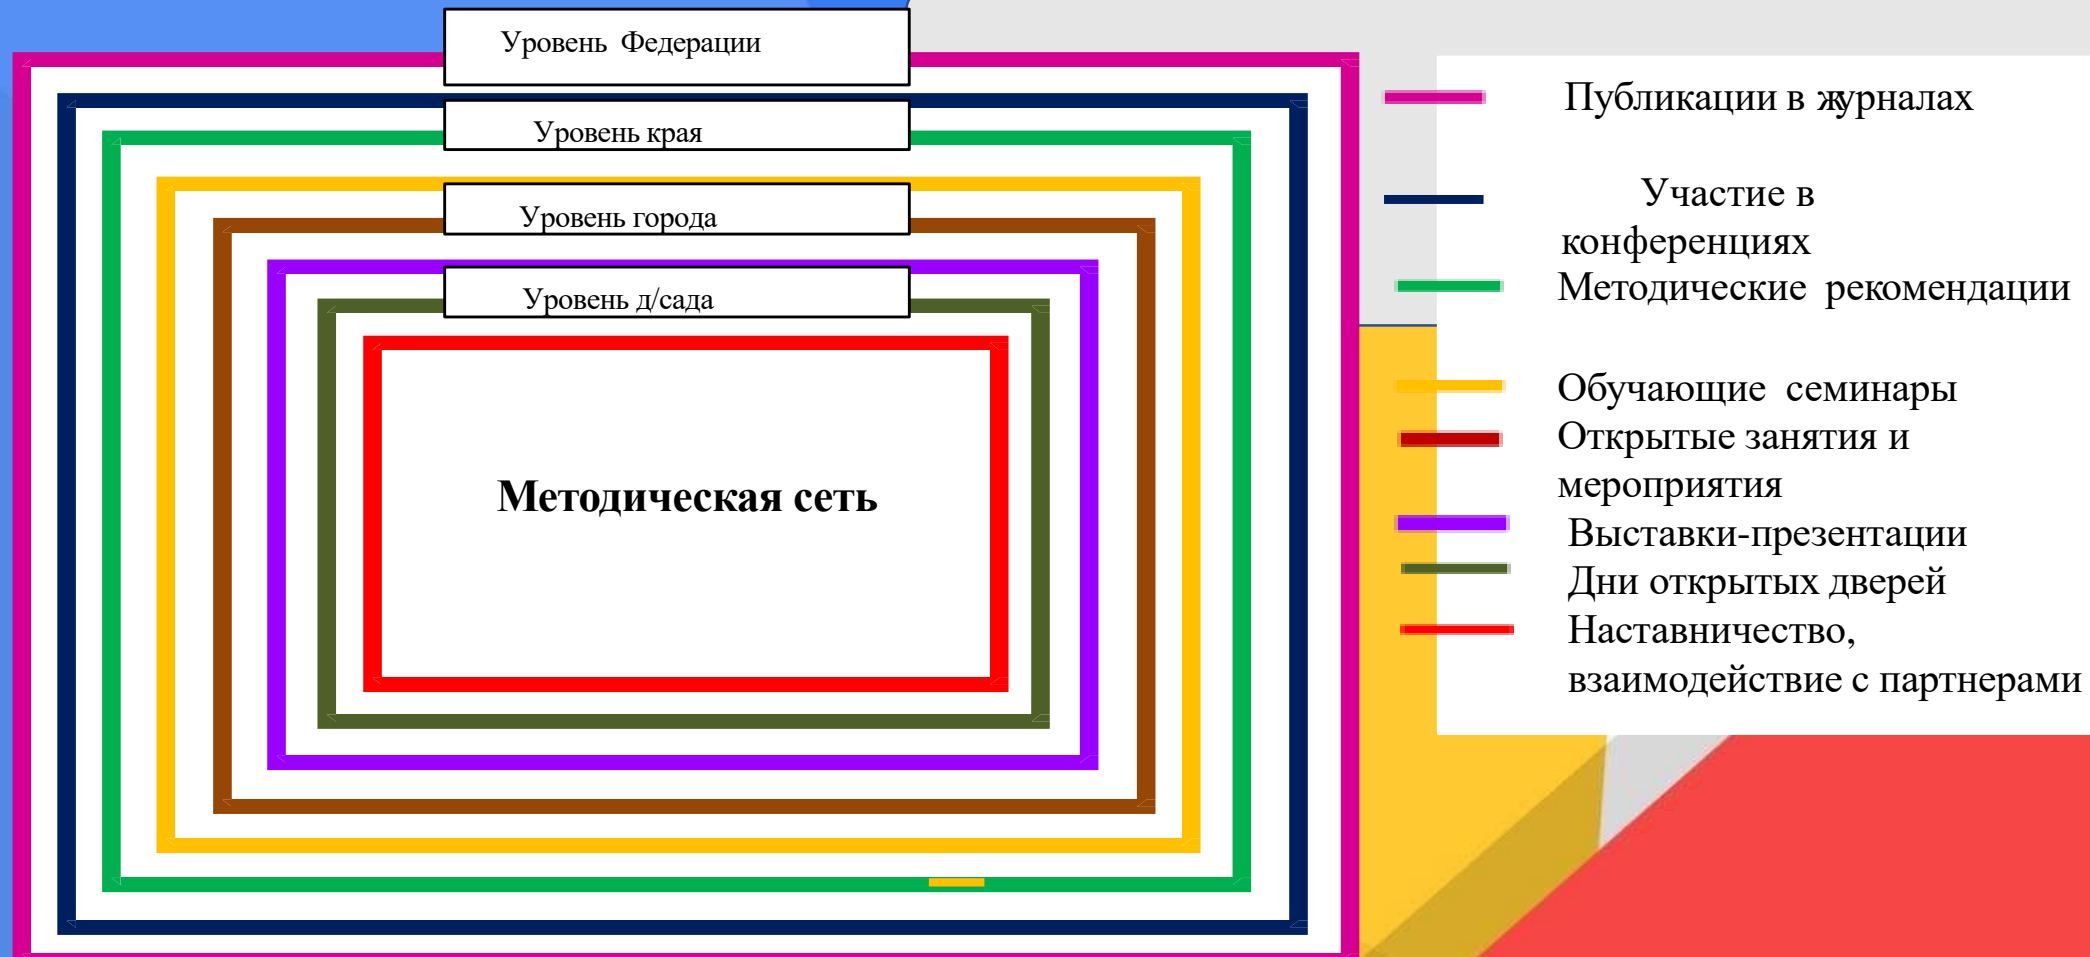 Уровень Федерации
Уровень края
Уровень города
Уровень д/сада
Методическая сеть
Публикации в журналах
Участие в
конференциях
Методические рекомендации
Обучающие семинары
Открытые занятия и
мероприятия
Выставки-презентации
Дни открытых дверей
Наставничество,
взаимодействие с партнерами